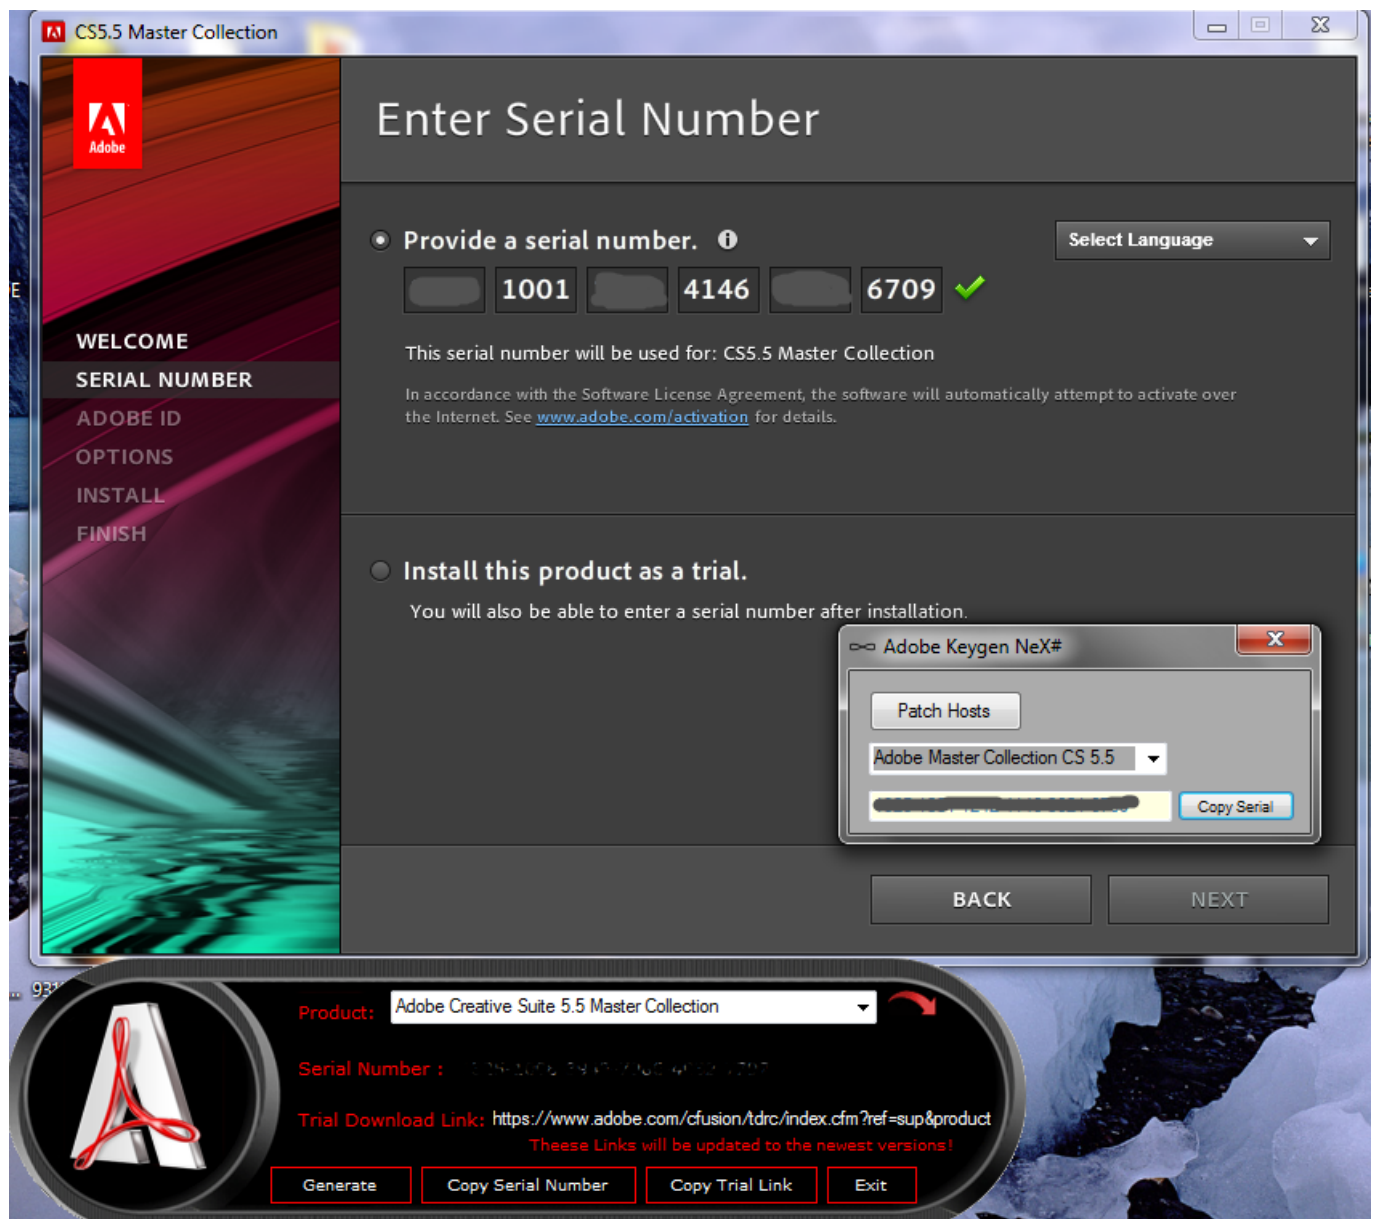 CS5.5 Master Collection
Adobe
Enter Serial Number
Provide a serial number.
Select Language
1001 4146 6709
This serial number will be used for: CS5.5 Master Collection
In accordance with the Software License Agreement, the software will automatically attempt to activate over
the Internet. See www.adobe.com/activation for details.
WELCOME
SERIAL NUMBER
ADOBE ID
OPTIONS
INSTALL
FINISH
Install this product as a trial.
You will also be able to enter a serial number after installation.
Adobe Keygen NeX#
Patch Hosts
Adobe Master Collection CS 5.5
Copy Serial
BACK NEXT
Product: Adobe Creative Suite 5.5 Master Collection
Serial Number :
Trial Download Link: https://www.adobe.com/cfusion/tdrc/index.cfm?ref=sup&product
Theese Links will be updated to the newest versions!
Generate Copy Serial Number Copy Trial Link Exit